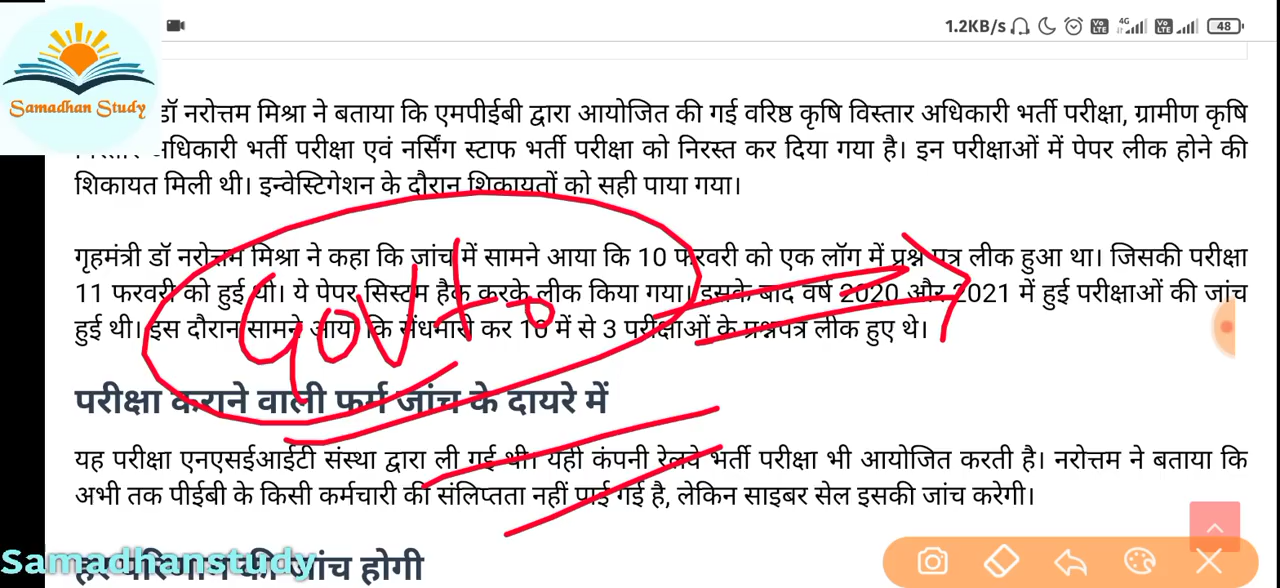 1.2KB/s 4G 48
Samadhan Study
डॉ नरोत्तम मिश्रा ने बताया कि एमपीईबी द्वारा आयोजित की गई वरिष्ठ कृषि विस्तार अधिकारी भर्ती परीक्षा, ग्रामीण कृषि
अधिकारी भर्ती परीक्षा एवं नर्सिंग स्टाफ भर्ती परीक्षा को निरस्त कर दिया गया है। इन परीक्षाओं में पेपर लीक होने की
शिकायत मिली थी। इन्वेस्टिगेशन के दौरान शिकायतों को सही पाया गया।
गृहमंत्री डॉ नरोत्तम मिश्रा ने कहा कि जांच में सामने आया कि 10 फरवरी को एक लॉग में प्रश्न पत्र लीक हुआ था। जिसकी परीक्षा
11 फरवरी को हुई थी। ये पेपर सिस्टम हैक करके लीक किया गया। इसके बाद वर्ष 2020 और 2021 में हुई परीक्षाओं की जांच
हुई थी। इस दौरान सामने आया कि सेंधमारी कर 10 में से 3 परीक्षाओं के प्रश्नपत्र लीक हुए थे।
Govt.
परीक्षा कराने वाली फर्म जांच के दायरे में
यह परीक्षा एनएसईआईटी संस्था द्वारा ली गई थी। यही कंपनी रेलवे भर्ती परीक्षा भी आयोजित करती है। नरोत्तम ने बताया कि
अभी तक पीईबी के किसी कर्मचारी की संलिप्तता नहीं पाई गई है, लेकिन साइबर सेल इसकी जांच करेगी।
Samadhanstudy
की जांच होगी